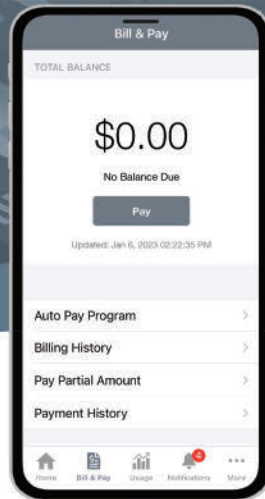 Bill & Pay
TOTAL BALANCE
$0.00
No Balance Due
Pay
Updated: Jan 6, 2023 02:22:35 PM
Auto Pay Program
Billing History
Pay Partial Amount
Payment History
4
Home Bill & Pay Usage Notifications More